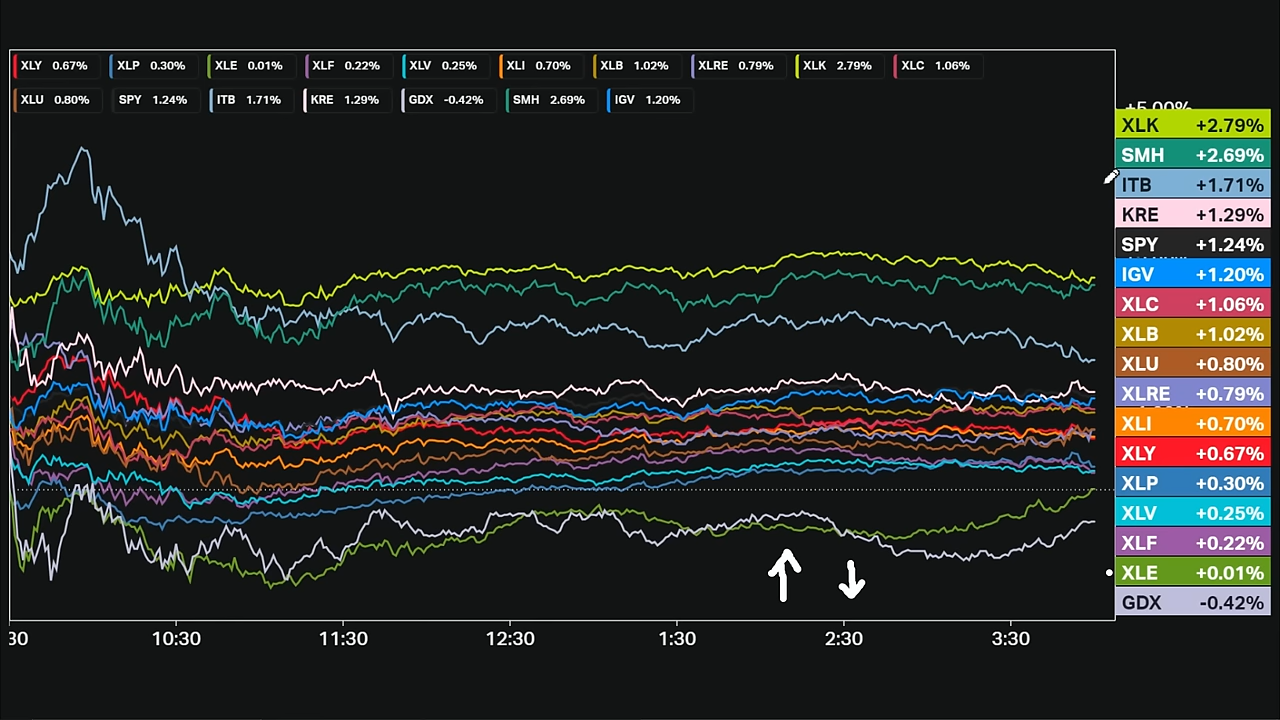 XLY 0.67% XLP 0.30% XLE 0.01% XLF 0.22% XLV 0.25% XLI 0.70% XLB 1.02% XLRE 0.79% XLK 2.79% XLC 1.06%
XLU 0.80% SPY 1.24% ITB 1.71% KRE 1.29% GDX -0.42% SMH 2.69% IGV 1.20%
+5.00%
XLK +2.79%
SMH +2.69%
ITB +1.71%
KRE +1.29%
SPY +1.24%
IGV +1.20%
XLC +1.06%
XLB +1.02%
XLU +0.80%
XLRE +0.79%
XLI +0.70%
XLY +0.67%
XLP +0.30%
XLV +0.25%
XLF +0.22%
XLE +0.01%
GDX -0.42%
30 10:30 11:30 12:30 1:30 2:30 3:30